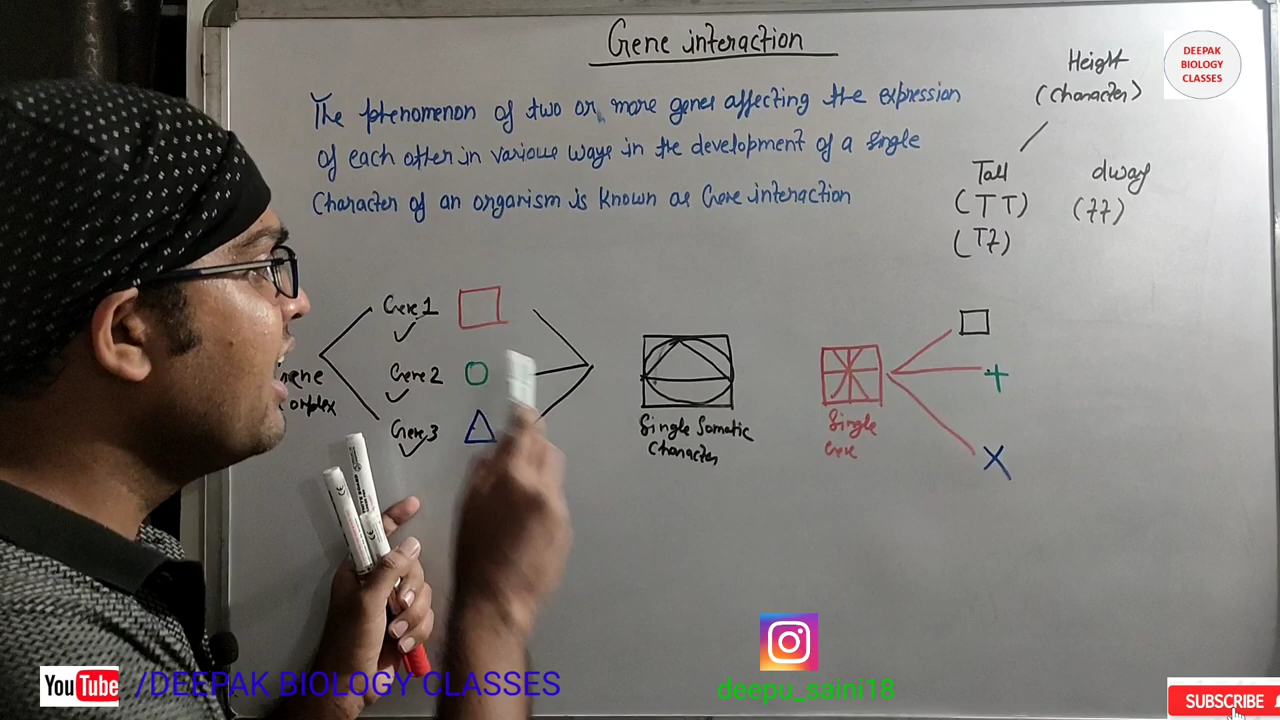 Gene interaction
The phenomenon of two or more genes affecting the expression
of each other in various ways in the development of a single
Character of an organism is known as Gene interaction
Height
(character)
Tall
dwarf
(TT)
(tt)
(Tt)
DEEPAK
BIOLOGY
CLASSES
Gene 1
Gene 2
Gene 3
Single Somatic
Character
Single
Gene
+
X
YouTube /DEEPAK BIOLOGY CLASSES
deepu_saini18
SUBSCRIBE